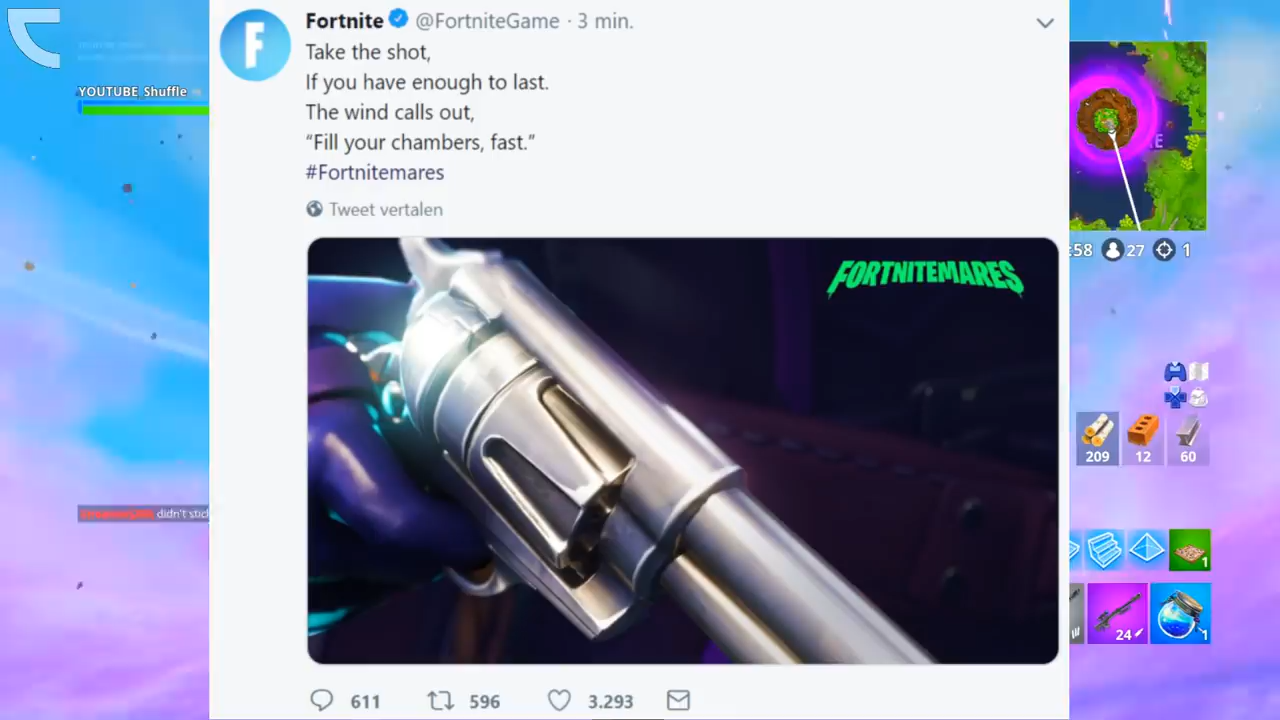 Fortnite @FortniteGame · 3 min.
Take the shot,
If you have enough to last.
The wind calls out,
“Fill your chambers, fast.”
#Fortnitemares
Tweet vertalen
FORTNITEMARES
611 596 3.293
YOUTUBE Shuffle
didn't stick
:58 27 1
209 12 60
1
24 1